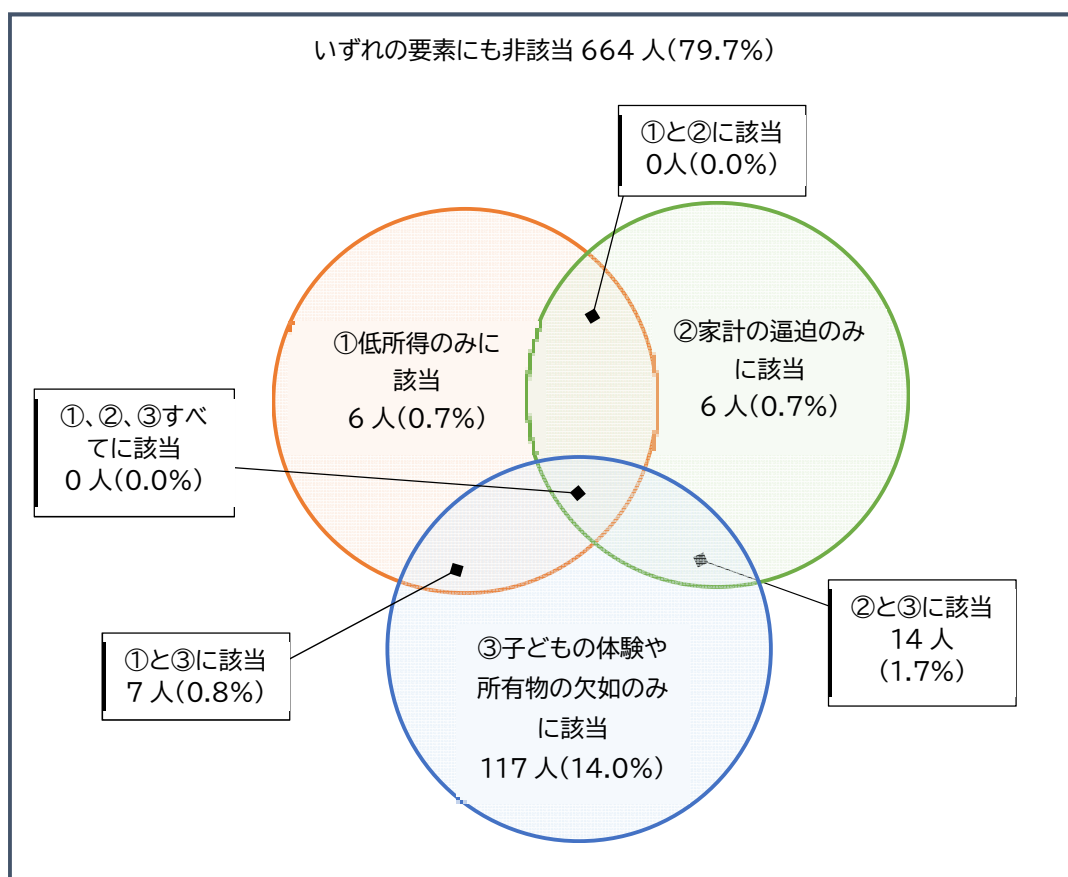 いずれの要素にも非該当 664 人(79.7%)
①と②に該当
0人(0.0%)
①低所得のみに
該当
6 人(0.7%)
②家計の逼迫のみ
に該当
6 人(0.7%)
①、②、③すべ
てに該当
0 人(0.0%)
①と③に該当
7 人(0.8%)
②と③に該当
14 人
(1.7%)
③子どもの体験や
所有物の欠如のみ
に該当
117 人(14.0%)